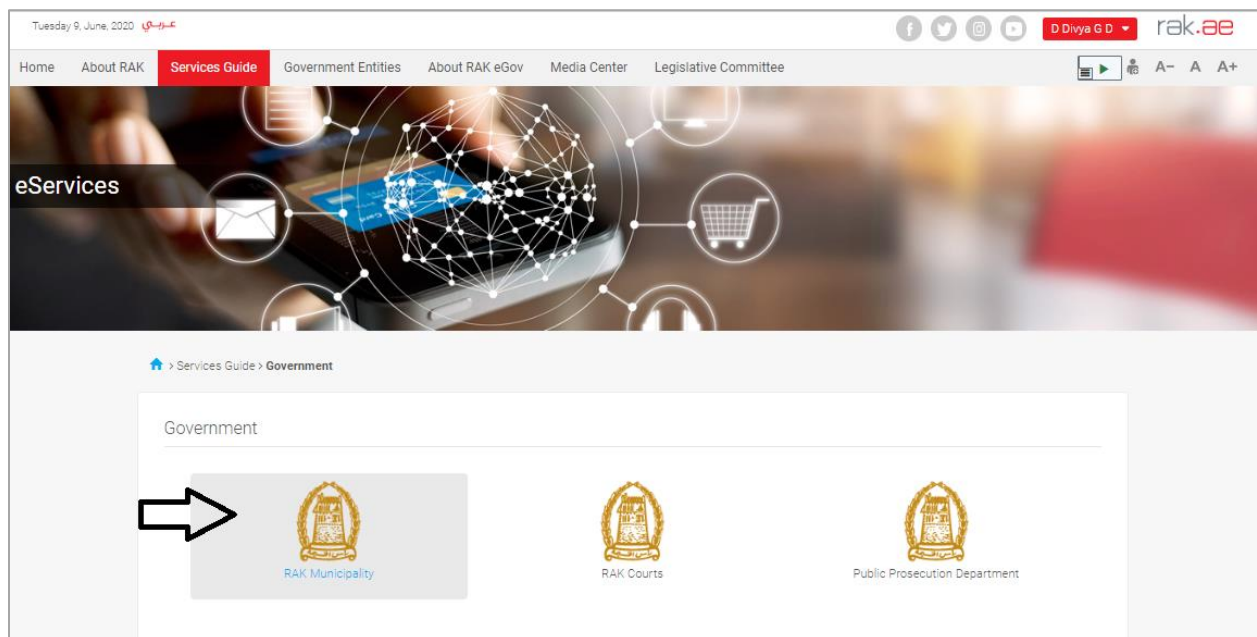 Tuesday 9, June, 2020 عربي
D Divya G D
rak.ae
Home About RAK Services Guide Government Entities About RAK eGov Media Center Legislative Committee A- A A+
eServices
> Services Guide > Government
Government
RAK Municipality RAK Courts Public Prosecution Department